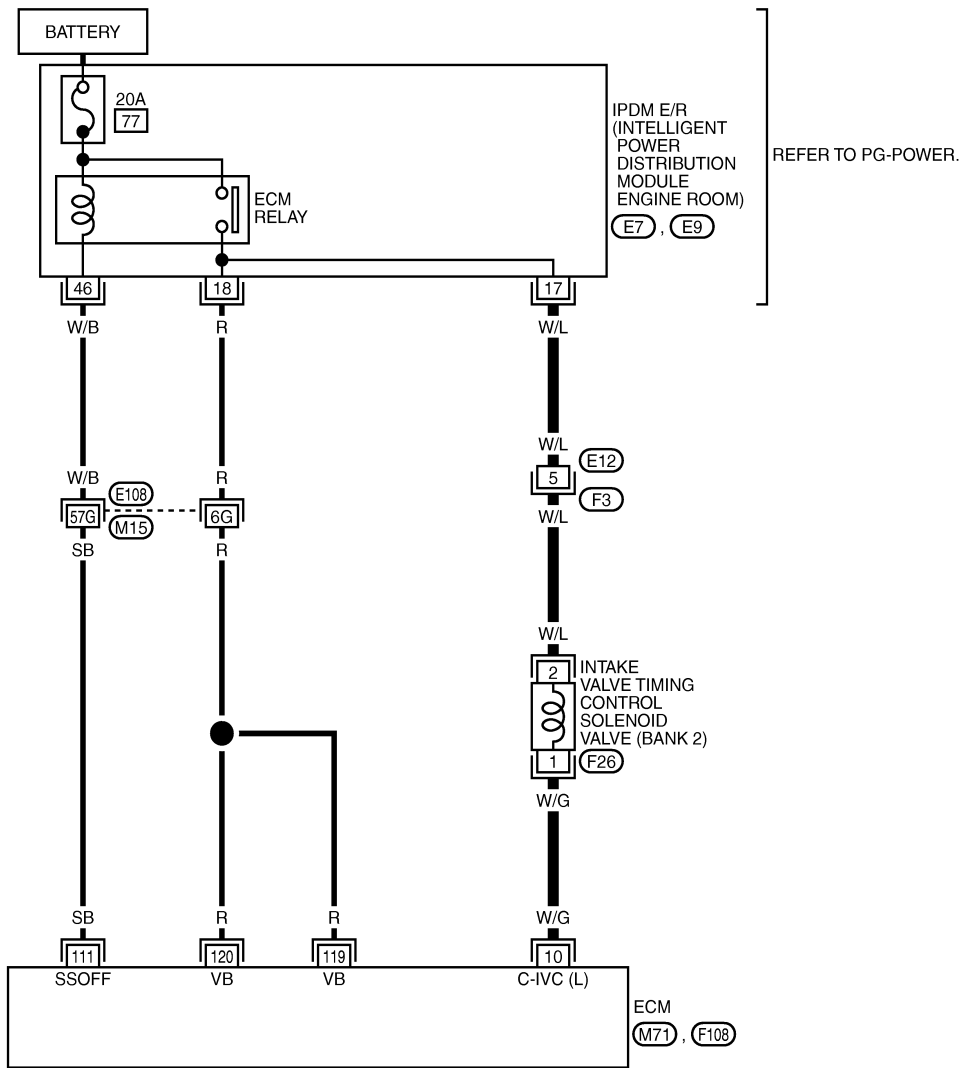 BATTERY
20A
77
ECM
RELAY
IPDM E/R
(INTELLIGENT
POWER
DISTRIBUTION
MODULE
ENGINE ROOM)
E7 , E9
REFER TO PG-POWER.
46 18 17
W/B R W/L
W/L
E12
5
F3
W/L
W/B R
E108
57G 6G
M15
SB R
W/L
2
INTAKE
VALVE TIMING
CONTROL
SOLENOID
VALVE (BANK 2)
1 F26
W/G
SB R R W/G
111 120 119 10
SSOFF VB VB C-IVC (L)
ECM
M71 , F108